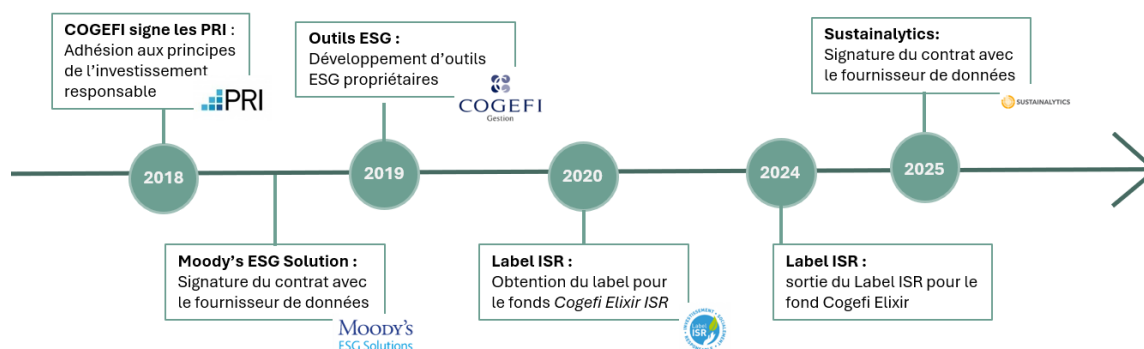 COGEFI signe les PRI :
Adhésion aux principes
de l'investissement
responsable
PRI
Outils ESG :
Développement d'outils
ESG propriétaires
COGEFI
Gestion
Sustainalytics:
Signature du contrat avec
le fournisseur de données
SUSTAINALYTICS
2018
2019
2020
2024
2025
Moody's ESG Solution :
Signature du contrat avec
le fournisseur de données
MOODY'S
ESG Solutions
Label ISR :
Obtention du label pour
le fonds Cogefi Elixir ISR
Label
ISR
Label ISR :
sortie du Label ISR pour le
fond Cogefi Elixir